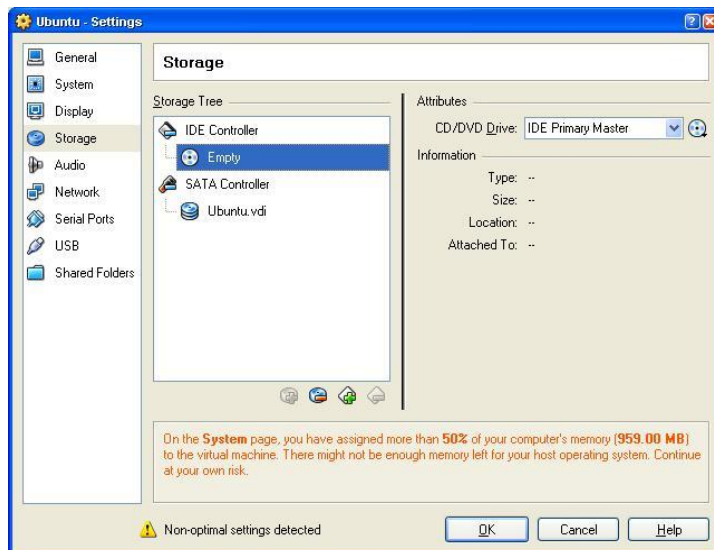 Ubuntu - Settings
General
System
Display
Storage
Audio
Network
Serial Ports
USB
Shared Folders
Storage
Storage Tree
IDE Controller
Empty
SATA Controller
Ubuntu.vdi
Attributes
CD/DVD Drive: IDE Primary Master
Information
Type: --
Size: --
Location: --
Attached To: --
On the System page, you have assigned more than 50% of your computer's memory (959.00 MB)
to the virtual machine. There might not be enough memory left for your host operating system. Continue
at your own risk.
Non-optimal settings detected
OK
Cancel
Help